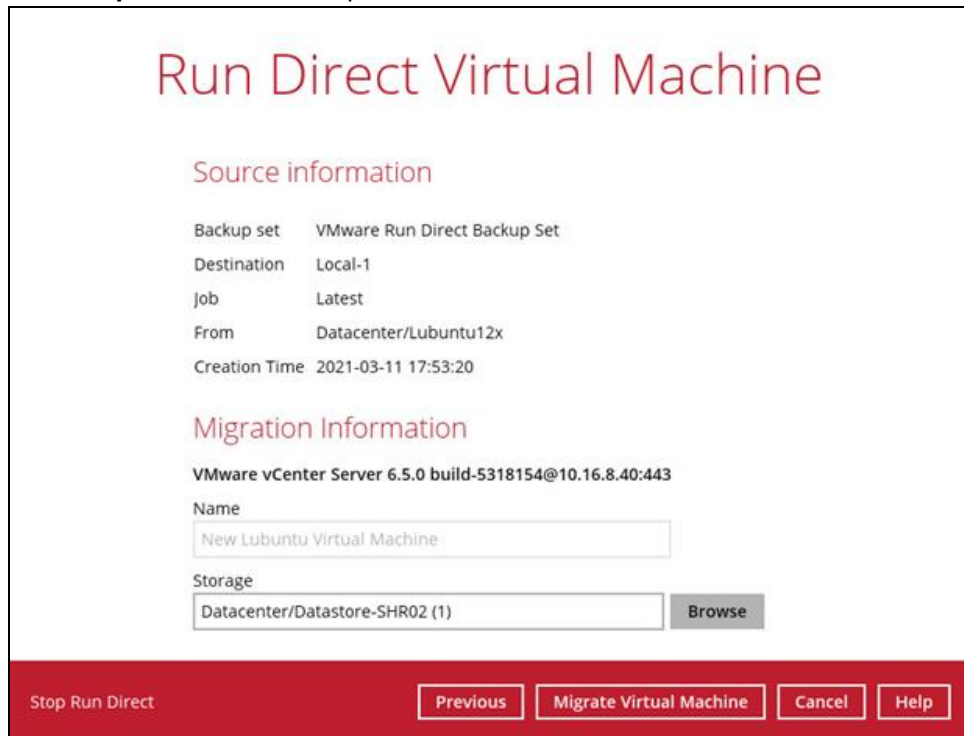 Run Direct Virtual Machine
Source information
Backup set VMware Run Direct Backup Set
Destination Local-1
Job Latest
From Datacenter/Lubuntu12x
Creation Time 2021-03-11 17:53:20
Migration Information
VMware vCenter Server 6.5.0 build-5318154@10.16.8.40:443
Name
New Lubuntu Virtual Machine
Storage
Datacenter/Datastore-SHR02 (1) Browse
Stop Run Direct Previous Migrate Virtual Machine Cancel Help